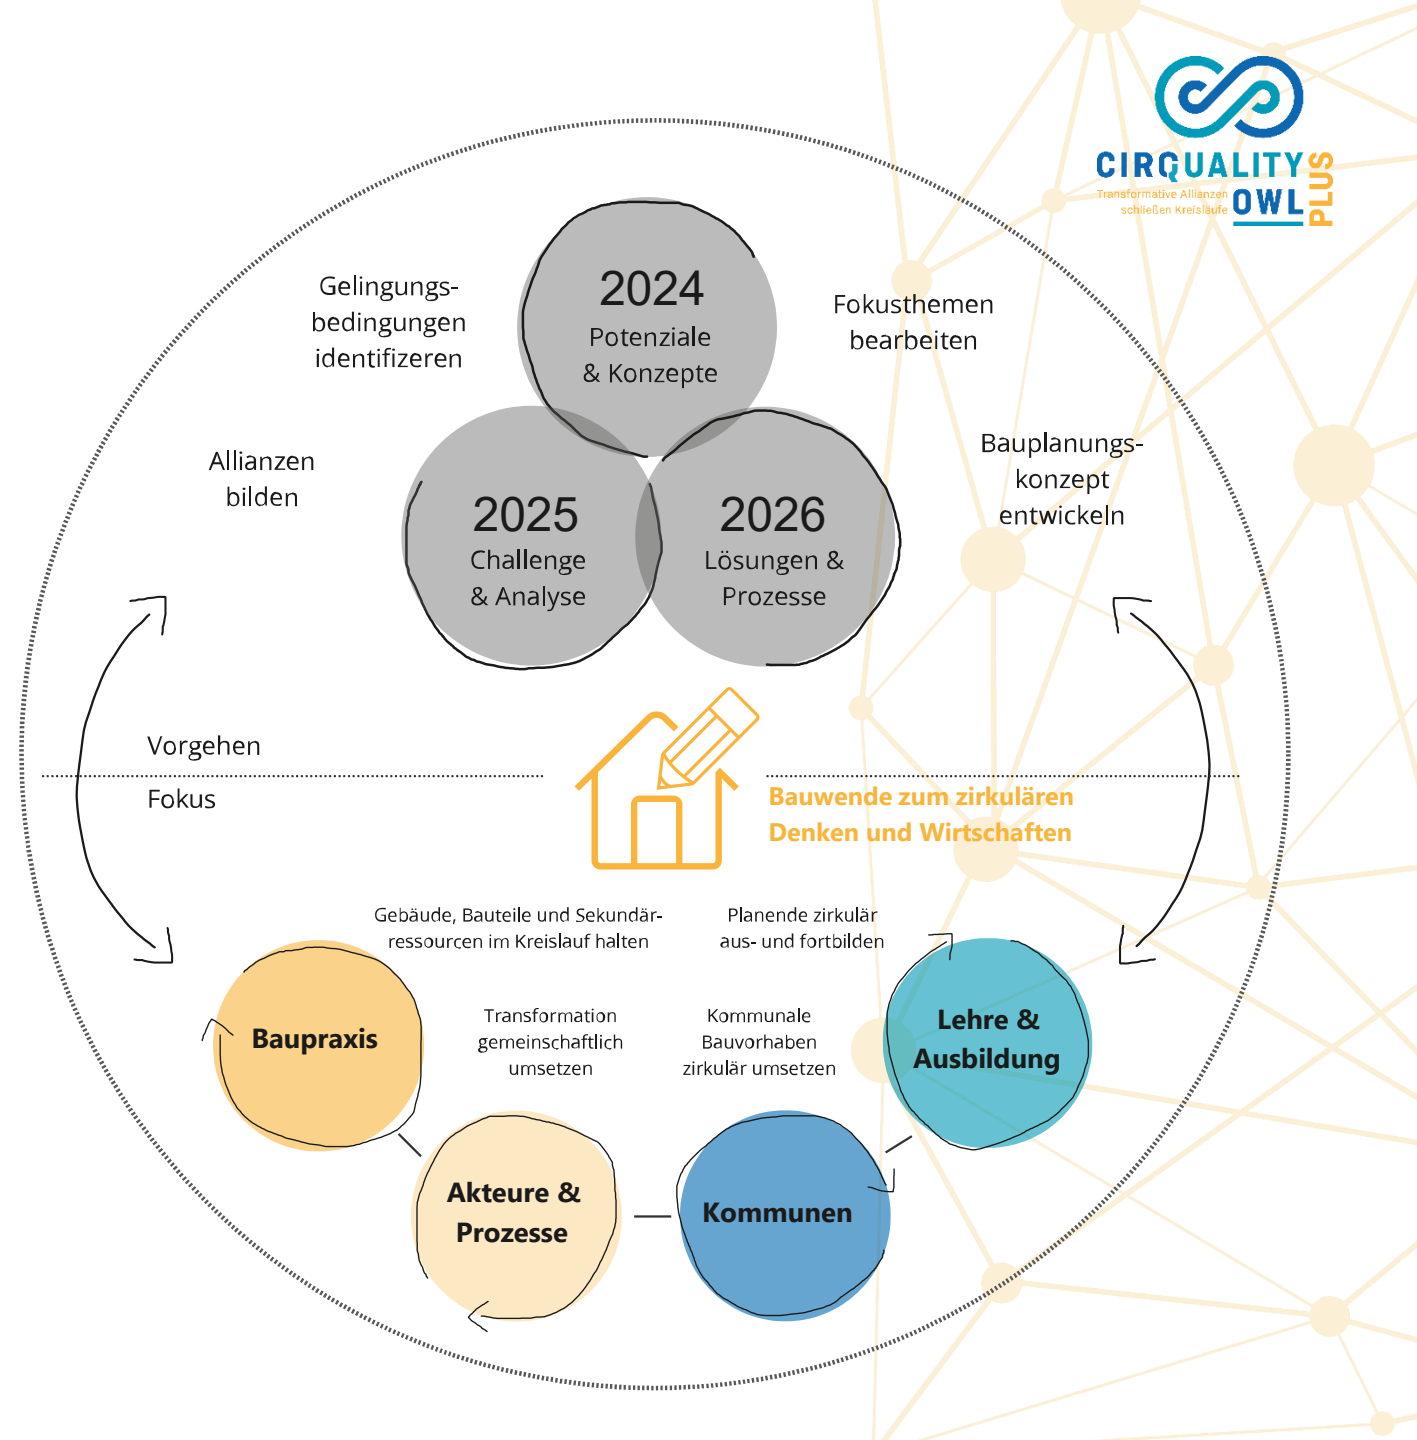 CIRQUALITY
Transformative Allianzen
schließen Kreisläufe
OWL
PLUS
Gelingungs-
bedingungen
identifizeren
2024
Potenziale
& Konzepte
Fokusthemen
bearbeiten
Allianzen
bilden
2025
Challenge
& Analyse
2026
Lösungen &
Prozesse
Bauplanungs-
konzept
entwickeln
Vorgehen
Fokus
Bauwende zum zirkulären
Denken und Wirtschaften
Gebäude, Bauteile und Sekundär-
ressourcen im Kreislauf halten
Planende zirkulär
aus- und fortbilden
Baupraxis
Transformation
gemeinschaftlich
umsetzen
Kommunale
Bauvorhaben
zirkulär umsetzen
Lehre &
Ausbildung
Akteure &
Prozesse
Kommunen